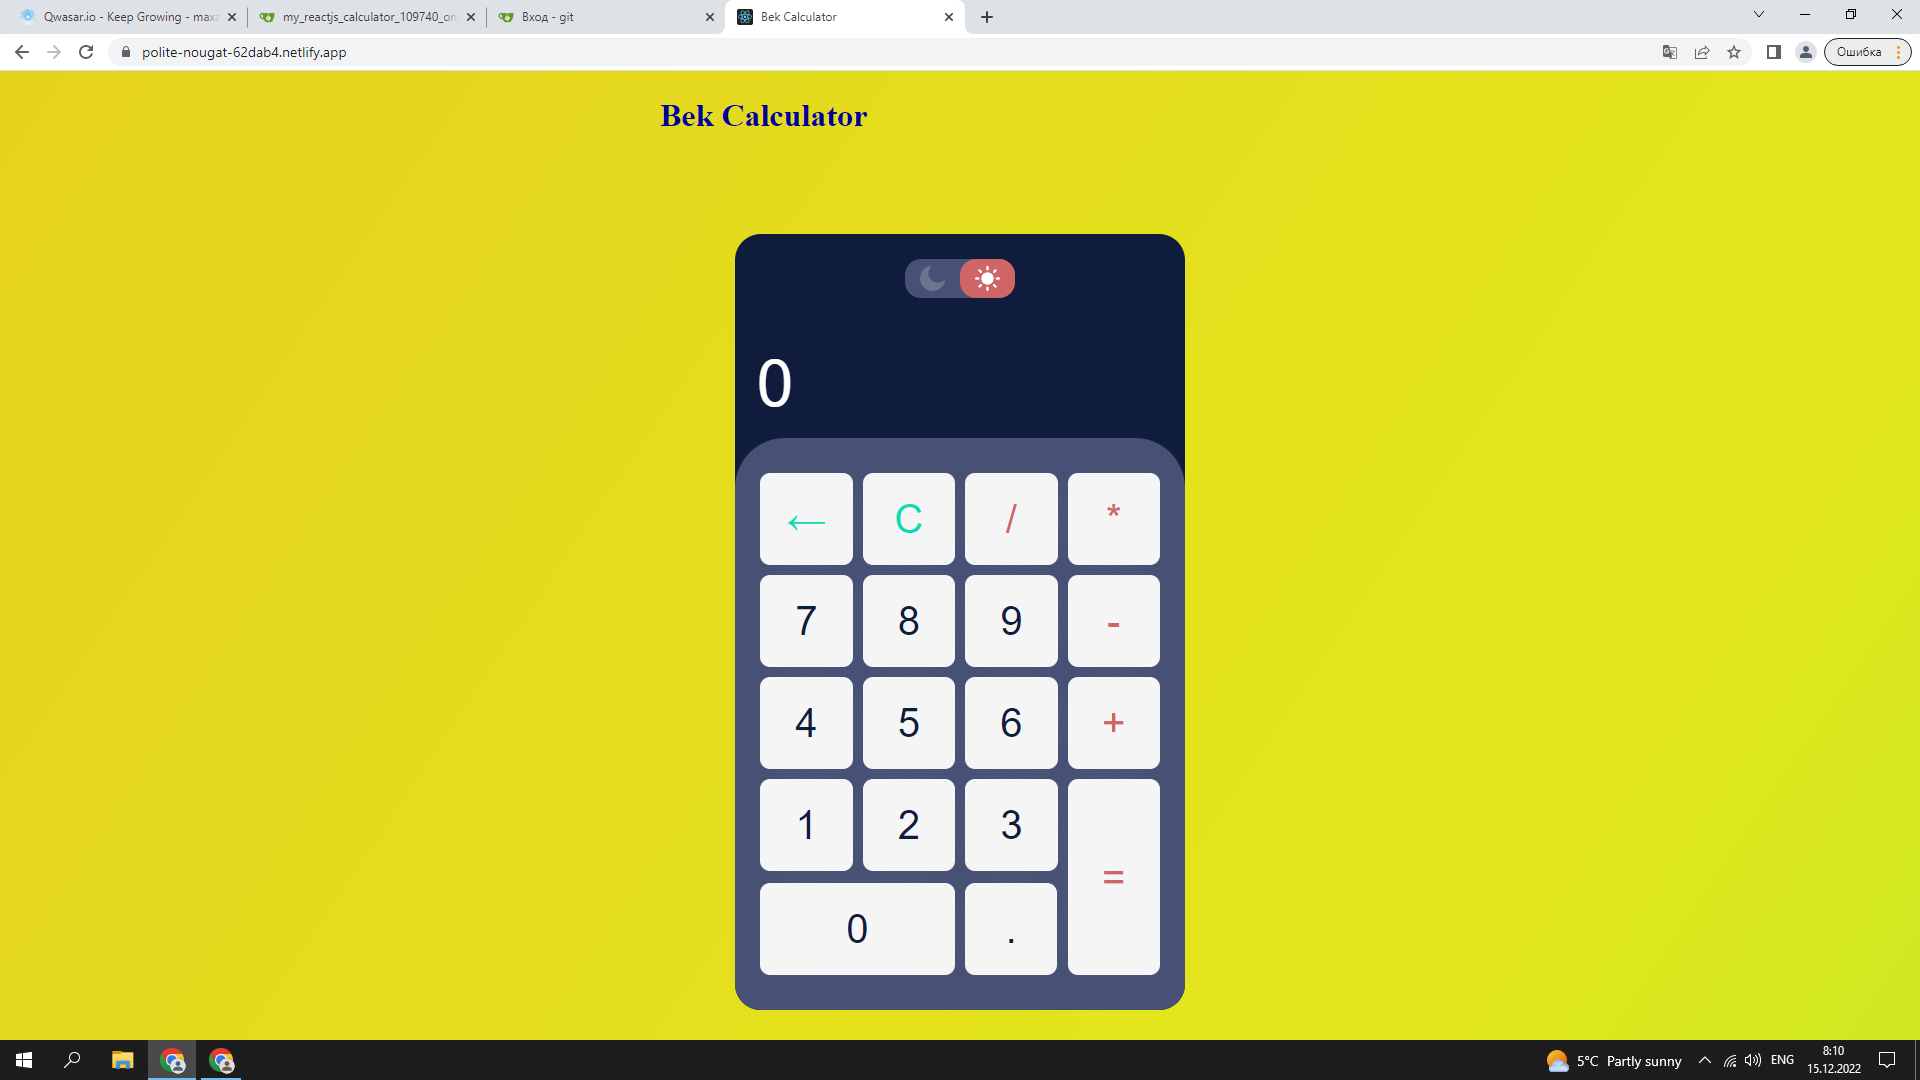 Qwasar.io - Keep Growing - maxa
my_reactjs_calculator_109740_on
Вход - git
Bek Calculator
polite-nougat-62dab4.netlify.app
Ошибка
Bek Calculator
0
← C / *
7 8 9 -
4 5 6 +
1 2 3 =
0 .
5°C Partly sunny
ENG
8:10
15.12.2022